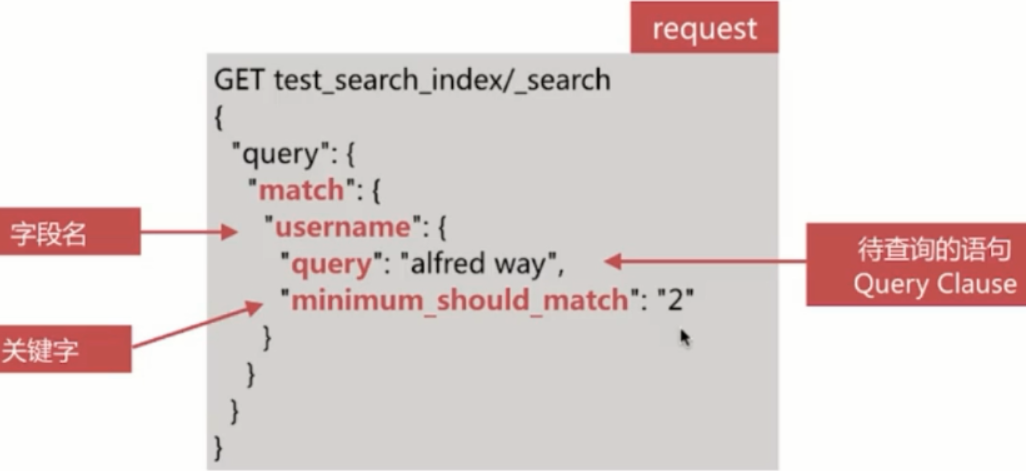 request
GET test_search_index/_search
{
"query": {
"match": {
字段名
"username": {
待查询的语句
"query": "alfred way",
Query Clause
"minimum_should_match": "2"
关键字
}
}
}
}